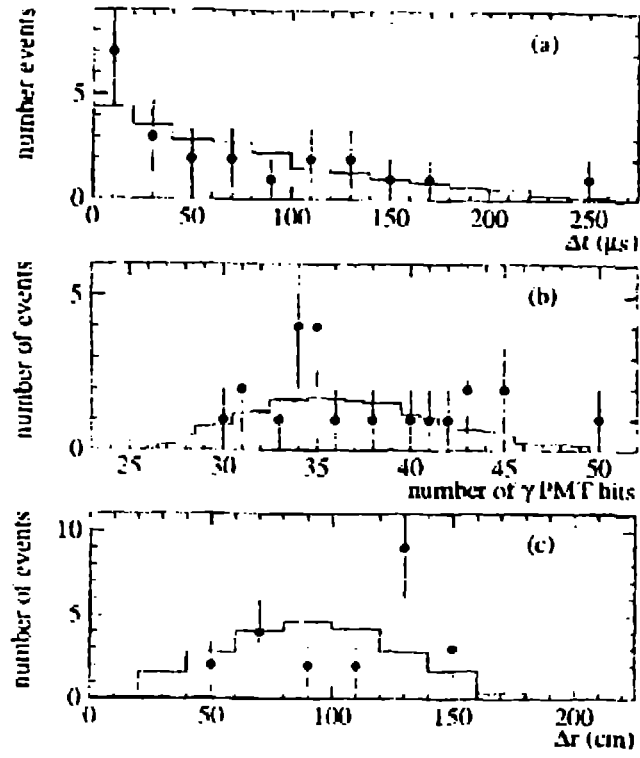 number events
5
0
(a)
0 50 100 150 200 250
Δt (μs)
number of events
5
0
(b)
25 30 35 40 45 50
number of γ PMT hits
number of events
10
5
0
(c)
0 50 100 150 200
Δr (cm)